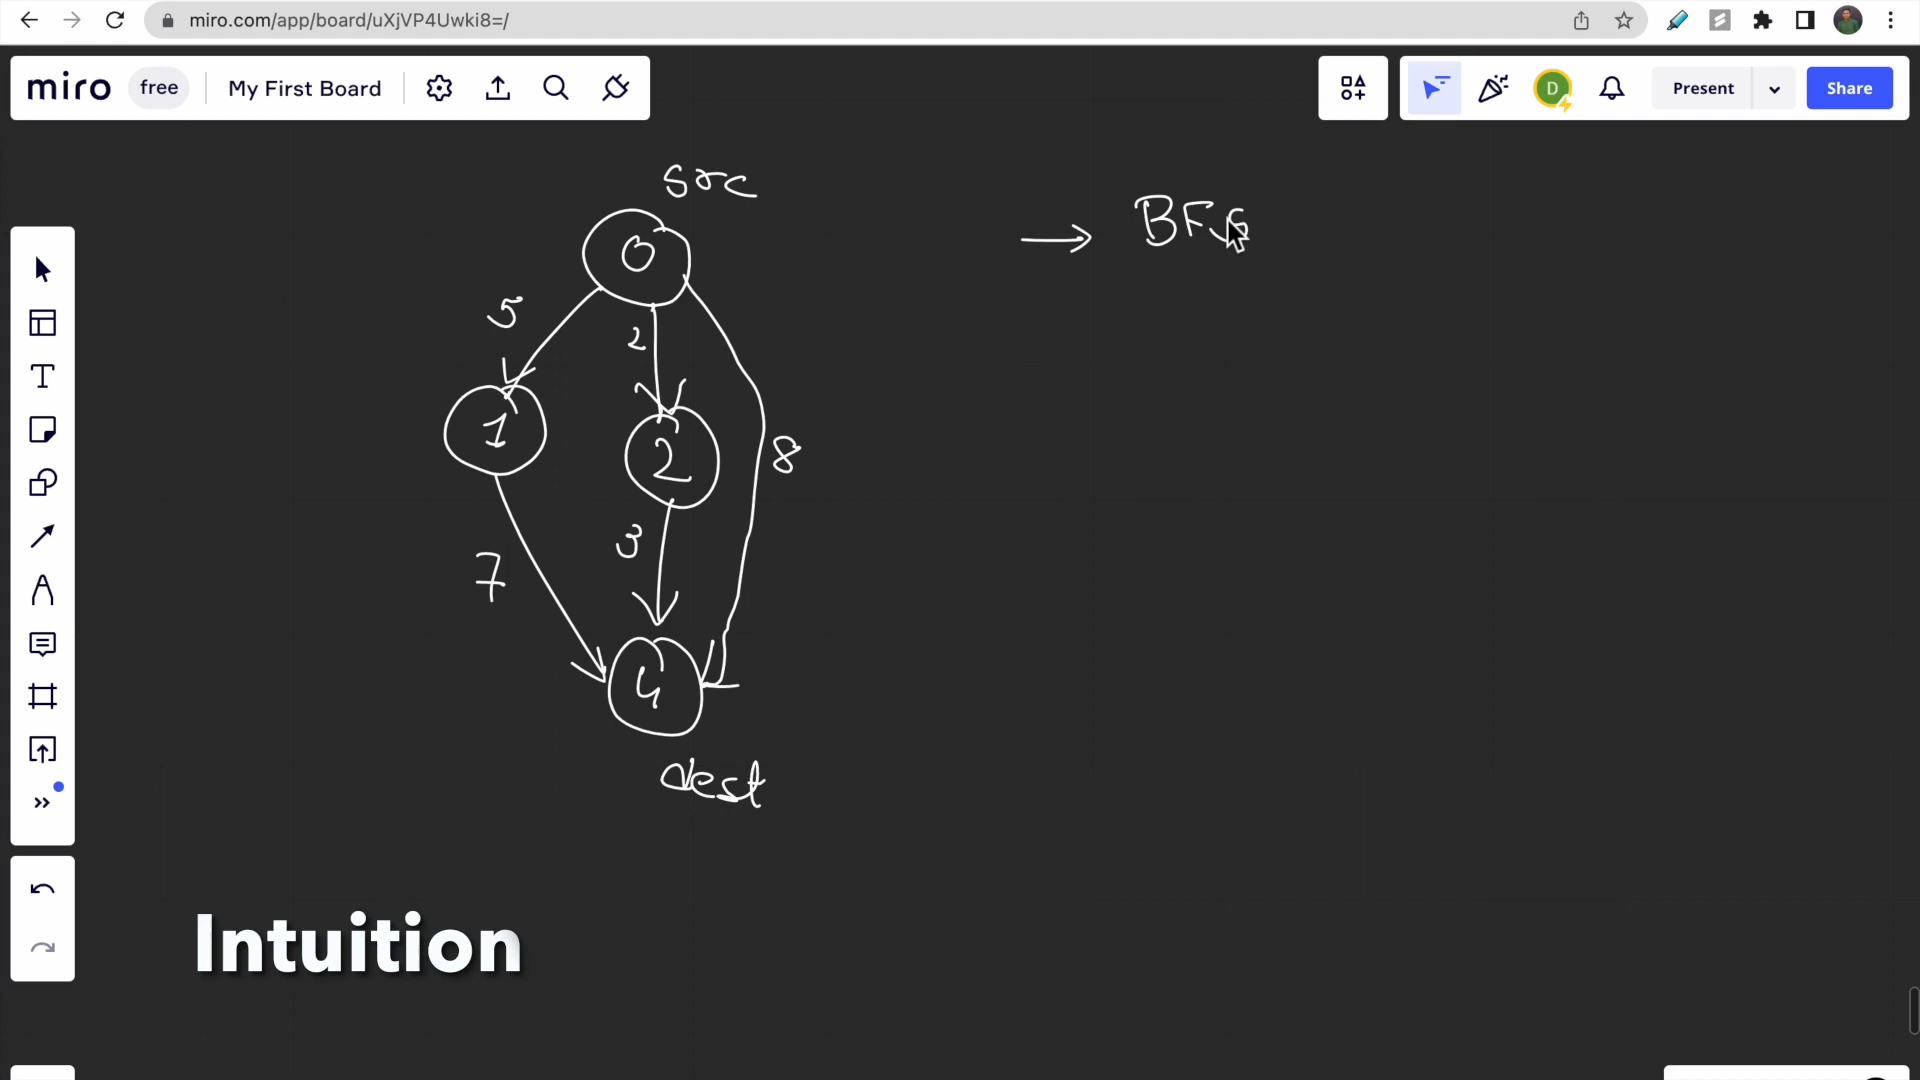 miro.com/app/board/uXjVP4Uwki8=/
miro free My First Board
D Present Share
src
→ BFS
0
5
2
1
2
8
3
7
4
dest
Intuition